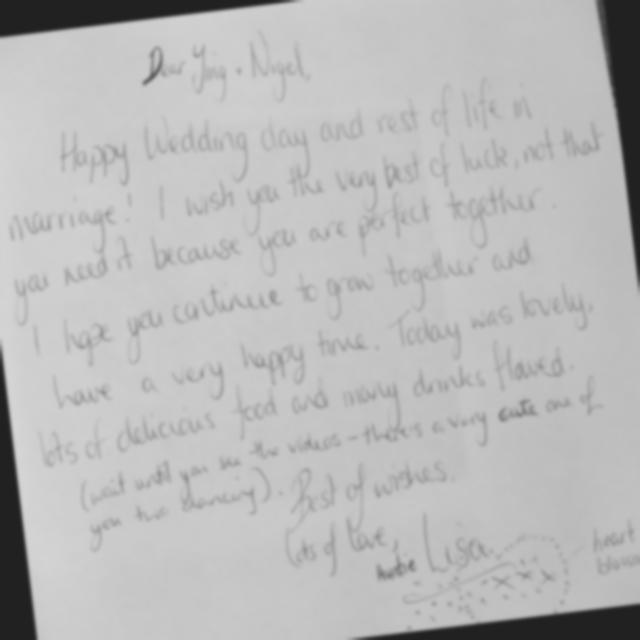 Dear Ying + Nigel,
Happy Wedding day and rest of life in
marriage! I wish you the very best of luck, not that
you need it because you are perfect together.
I hope you continue to grow together and
have a very happy time. Today was lovely,
lots of delicious food and many drinks flowed.
(wait until you see the videos - there's a very cute one of
you two dancing). Best of wishes.
Lots of love,
Lisa
xxx
heart